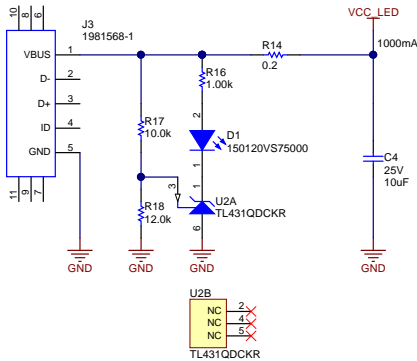 10
8
6
J3
1981568-1
VBUS 1
D- 2
D+ 3
ID 4
GND 5
11
9
7
R17
10.0k
R18
12.0k
R16
1.00k
2
D1
150120VS75000
1
3
1
U2A
TL431QDCKR
6
R14
0.2
VCC_LED
1000mA
C4
25V
10uF
GND
GND
GND
GND
U2B
NC 2
NC 4
NC 5
TL431QDCKR